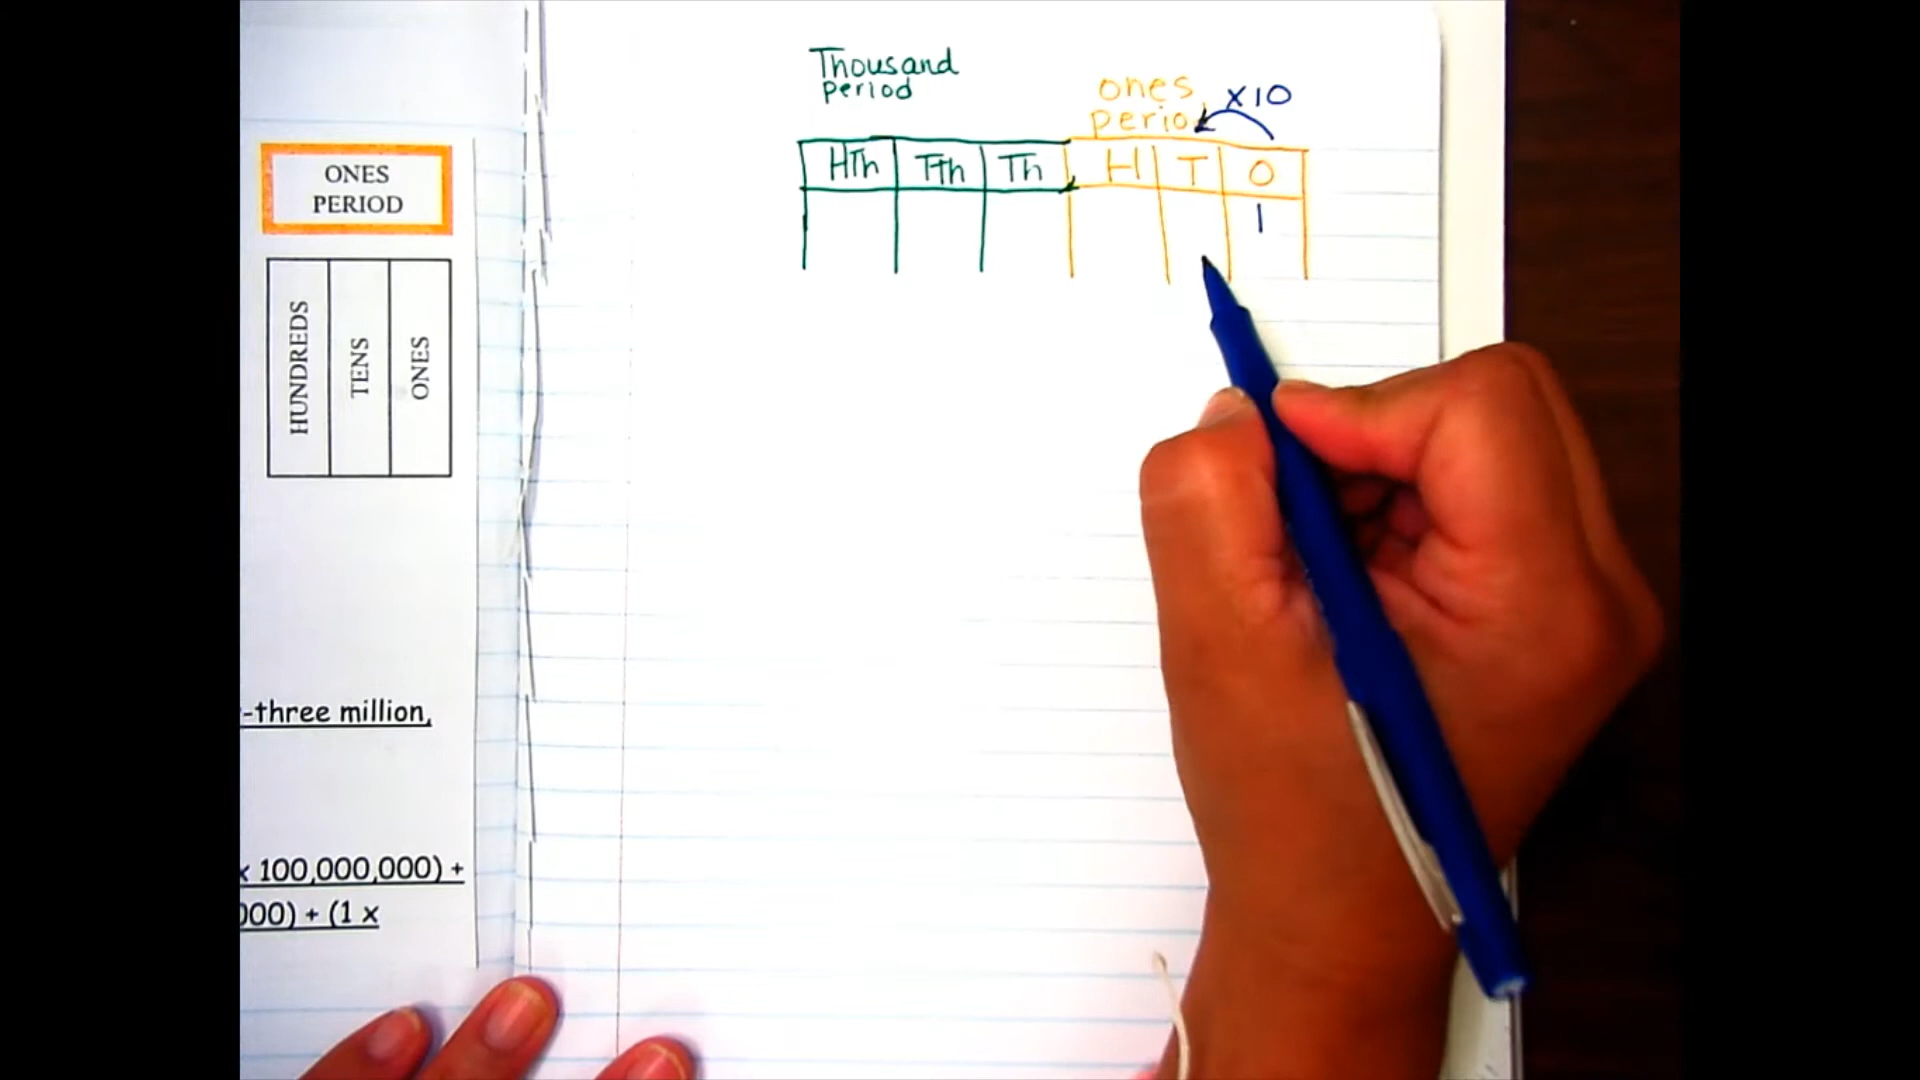 ONES
PERIOD
HUNDREDS
TENS
ONES
-three million,
x 100,000,000) +
000) + (1 x
Thousand
period
ones
perio
x10
HTh TTh Th H T O
1